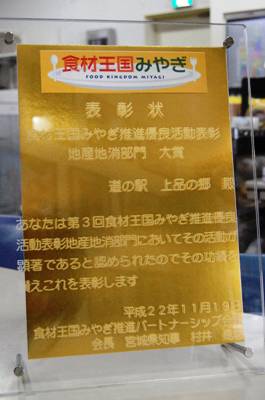 食材王国みやぎ
FOOD KINGDOM MIYAGI
表彰状
食材王国みやぎ推進優良活動表彰
地産地消部門 大賞
道の駅 上品の郷 殿
あなたは第3回食材王国みやぎ推進優良
活動表彰地産地消部門においてその活動が
顕著であると認められたのでその功績を
讃えこれを表彰します
平成22年11月19日
食材王国みやぎ推進パートナーシップ会議
会長 宮城県知事 村井